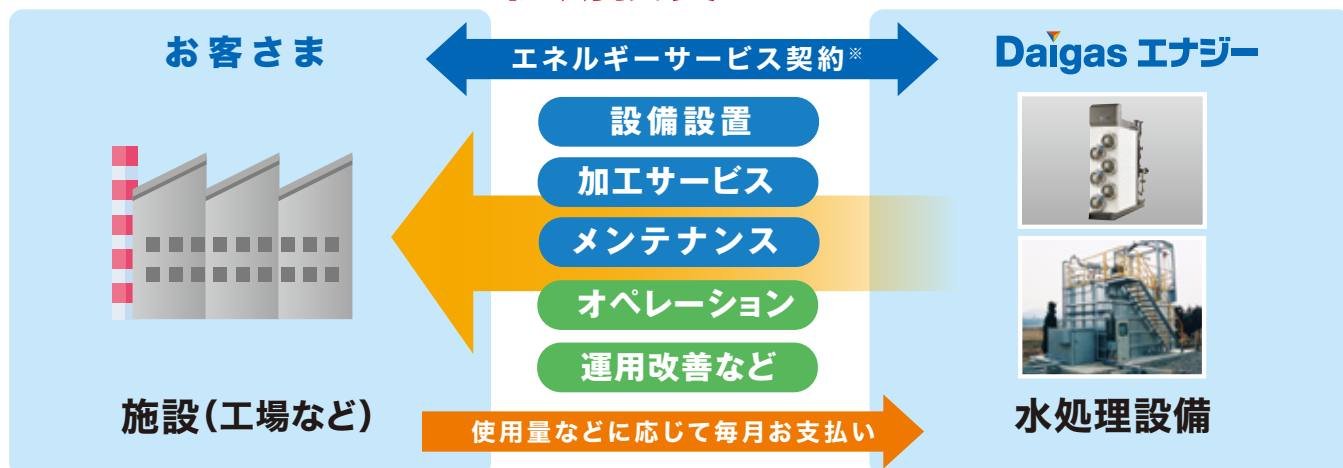 お客さま
エネルギーサービス契約※
Daigasエナジー
設備設置
加工サービス
メンテナンス
オペレーション
運用改善など
施設(工場など)
水処理設備
使用量などに応じて毎月お支払い